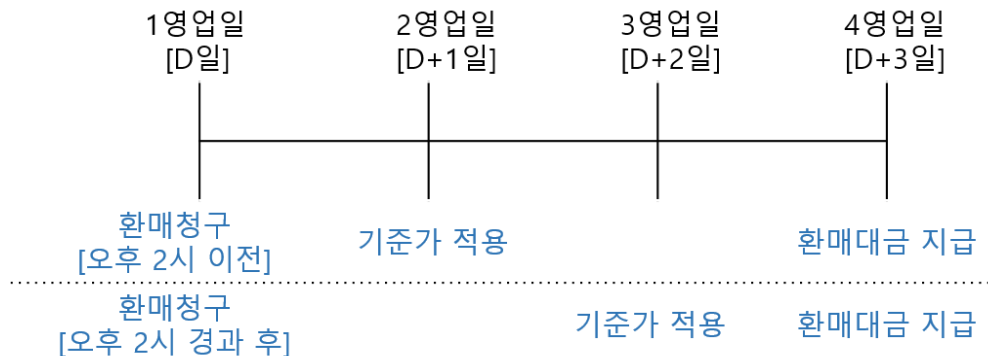 1영업일 2영업일 3영업일 4영업일
[D일] [D+1일] [D+2일] [D+3일]
환매청구
[오후 2시 이전]
기준가 적용
환매대금 지급
환매청구
[오후 2시 경과 후]
기준가 적용
환매대금 지급